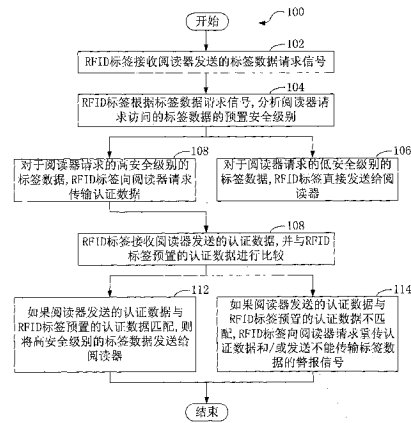 开始
100
102
RFID标签接收阅读器发送的标签数据请求信号
104
RFID标签根据标签数据请求信号,分析阅读器请
求访问的标签数据的预置安全级别
108
对于阅读器请求的高安全级别的
标签数据,RFID标签向阅读器请求
传输认证数据
106
对于阅读器请求的低安全级别的
标签数据,RFID标签直接发送给阅
读器
108
RFID标签接收阅读器发送的认证数据,并与RFID
标签预置的认证数据进行比较
112
如果阅读器发送的认证数据与
RFID标签预置的认证数据匹配,则
将高安全级别的标签数据发送给
阅读器
114
如果阅读器发送的认证数据与
RFID标签预置的认证数据不匹
配,RFID标签向阅读器请求重传认
证数据和/或发送不能传输标签数
据的警报信号
结束